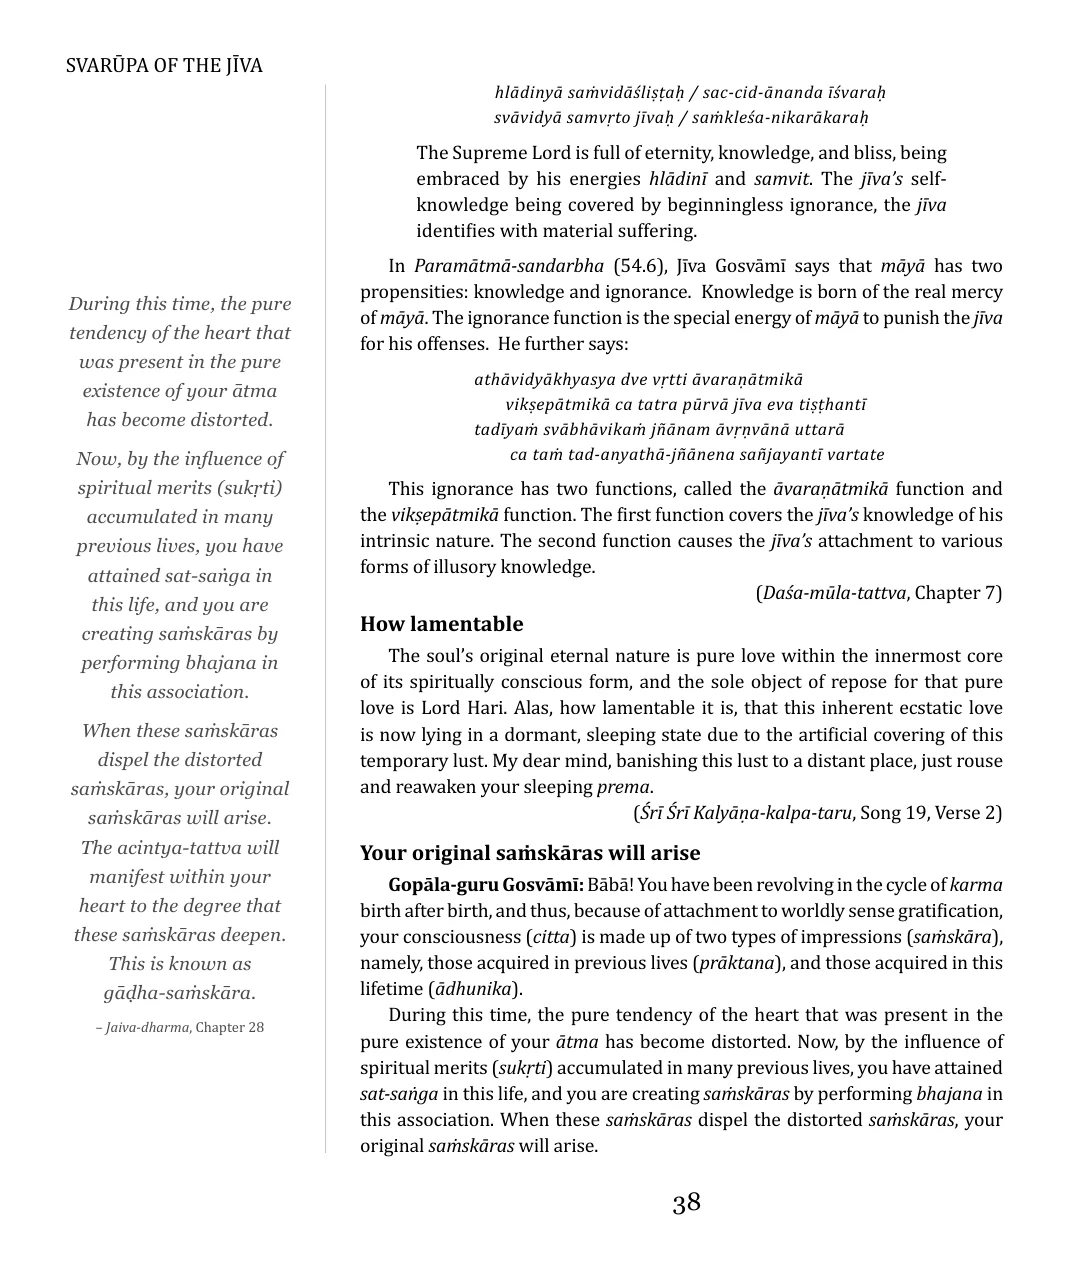 SVARŪPA OF THE JĪVA
hlādinyā saṁvidāśliṣṭaḥ / sac-cid-ānanda īśvaraḥ
svāvidyā samvṛto jīvaḥ / saṁkleśa-nikarākaraḥ
The Supreme Lord is full of eternity, knowledge, and bliss, being
embraced by his energies hlādinī and samvit. The jīva’s self-
knowledge being covered by beginningless ignorance, the jīva
identifies with material suffering.
In Paramātmā-sandarbha (54.6), Jīva Gosvāmī says that māyā has two
propensities: knowledge and ignorance. Knowledge is born of the real mercy
of māyā. The ignorance function is the special energy of māyā to punish the jīva
for his offenses. He further says:
athāvidyākhyasya dve vṛtti āvaraṇātmikā
vikṣepātmikā ca tatra pūrvā jīva eva tiṣṭhantī
tadīyaṁ svābhāvikaṁ jñānam āvṛṇvānā uttarā
ca taṁ tad-anyathā-jñānena sañjayantī vartate
This ignorance has two functions, called the āvaraṇātmikā function and
the vikṣepātmikā function. The first function covers the jīva’s knowledge of his
intrinsic nature. The second function causes the jīva’s attachment to various
forms of illusory knowledge.
(Daśa-mūla-tattva, Chapter 7)
How lamentable
The soul’s original eternal nature is pure love within the innermost core
of its spiritually conscious form, and the sole object of repose for that pure
love is Lord Hari. Alas, how lamentable it is, that this inherent ecstatic love
is now lying in a dormant, sleeping state due to the artificial covering of this
temporary lust. My dear mind, banishing this lust to a distant place, just rouse
and reawaken your sleeping prema.
(Śrī Śrī Kalyāṇa-kalpa-taru, Song 19, Verse 2)
Your original saṁskāras will arise
Gopāla-guru Gosvāmī: Bābā! You have been revolving in the cycle of karma
birth after birth, and thus, because of attachment to worldly sense gratification,
your consciousness (citta) is made up of two types of impressions (saṁskāra),
namely, those acquired in previous lives (prāktana), and those acquired in this
lifetime (ādhunika).
During this time, the pure tendency of the heart that was present in the
pure existence of your ātma has become distorted. Now, by the influence of
spiritual merits (sukṛti) accumulated in many previous lives, you have attained
sat-saṅga in this life, and you are creating saṁskāras by performing bhajana in
this association. When these saṁskāras dispel the distorted saṁskāras, your
original saṁskāras will arise.
During this time, the pure
tendency of the heart that
was present in the pure
existence of your ātma
has become distorted.
Now, by the influence of
spiritual merits (sukṛti)
accumulated in many
previous lives, you have
attained sat-saṅga in
this life, and you are
creating saṁskāras by
performing bhajana in
this association.
When these saṁskāras
dispel the distorted
saṁskāras, your original
saṁskāras will arise.
The acintya-tattva will
manifest within your
heart to the degree that
these saṁskāras deepen.
This is known as
gāḍha-saṁskāra.
– Jaiva-dharma, Chapter 28
38